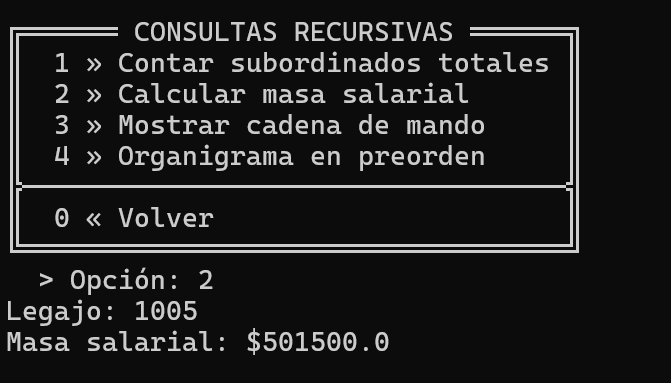 CONSULTAS RECURSIVAS
1 » Contar subordinados totales
2 » Calcular masa salarial
3 » Mostrar cadena de mando
4 » Organigrama en preorden
0 « Volver
> Opción: 2
Legajo: 1005
Masa salarial: $501500.0